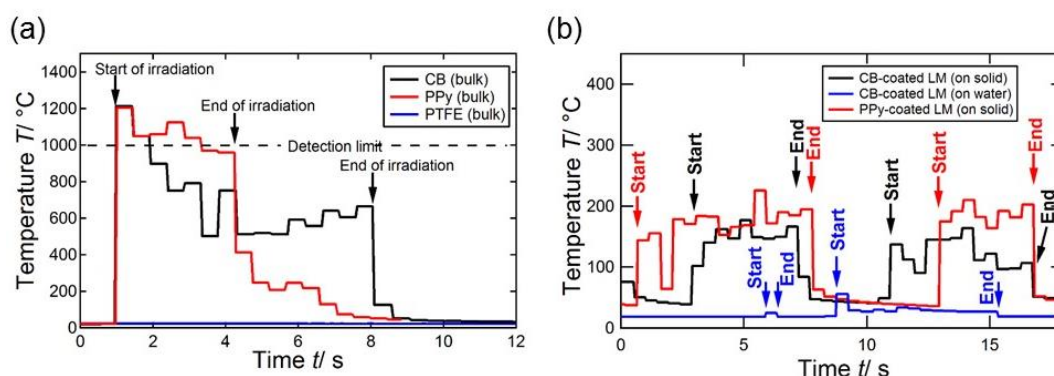 (a)
Temperature T/ °C
1400
1200
1000
800
600
400
200
0
0
2
4
6
8
10
12
Time t/ s
Start of irradiation
End of irradiation
Detection limit
End of irradiation
CB (bulk)
PPy (bulk)
PTFE (bulk)
(b)
Temperature T/ °C
400
300
200
100
0
0
5
10
15
Time t/ s
CB-coated LM (on solid)
CB-coated LM (on water)
PPy-coated LM (on solid)
Start
Start
End
End
Start
End
Start
Start
Start
End
End
End